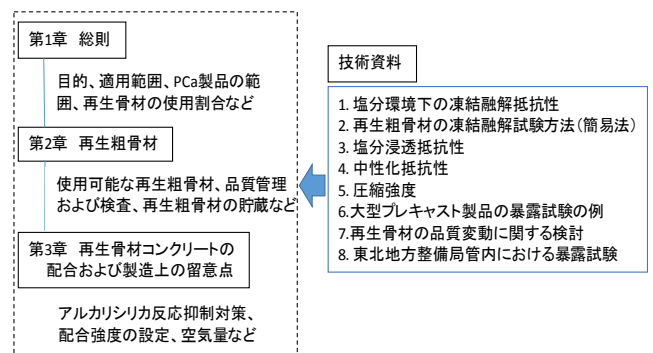 第1章 総則
目的、適用範囲、PCa製品の範
囲、再生骨材の使用割合など
第2章 再生粗骨材
使用可能な再生粗骨材、品質管理
および検査、再生粗骨材の貯蔵など
第3章 再生骨材コンクリートの
配合および製造上の留意点
アルカリシリカ反応抑制対策、
配合強度の設定、空気量など
技術資料
1. 塩分環境下の凍結融解抵抗性
2. 再生粗骨材の凍結融解試験方法(簡易法)
3. 塩分浸透抵抗性
4. 中性化抵抗性
5. 圧縮強度
6. 大型プレキャスト製品の暴露試験の例
7. 再生骨材の品質変動に関する検討
8. 東北地方整備局管内における暴露試験